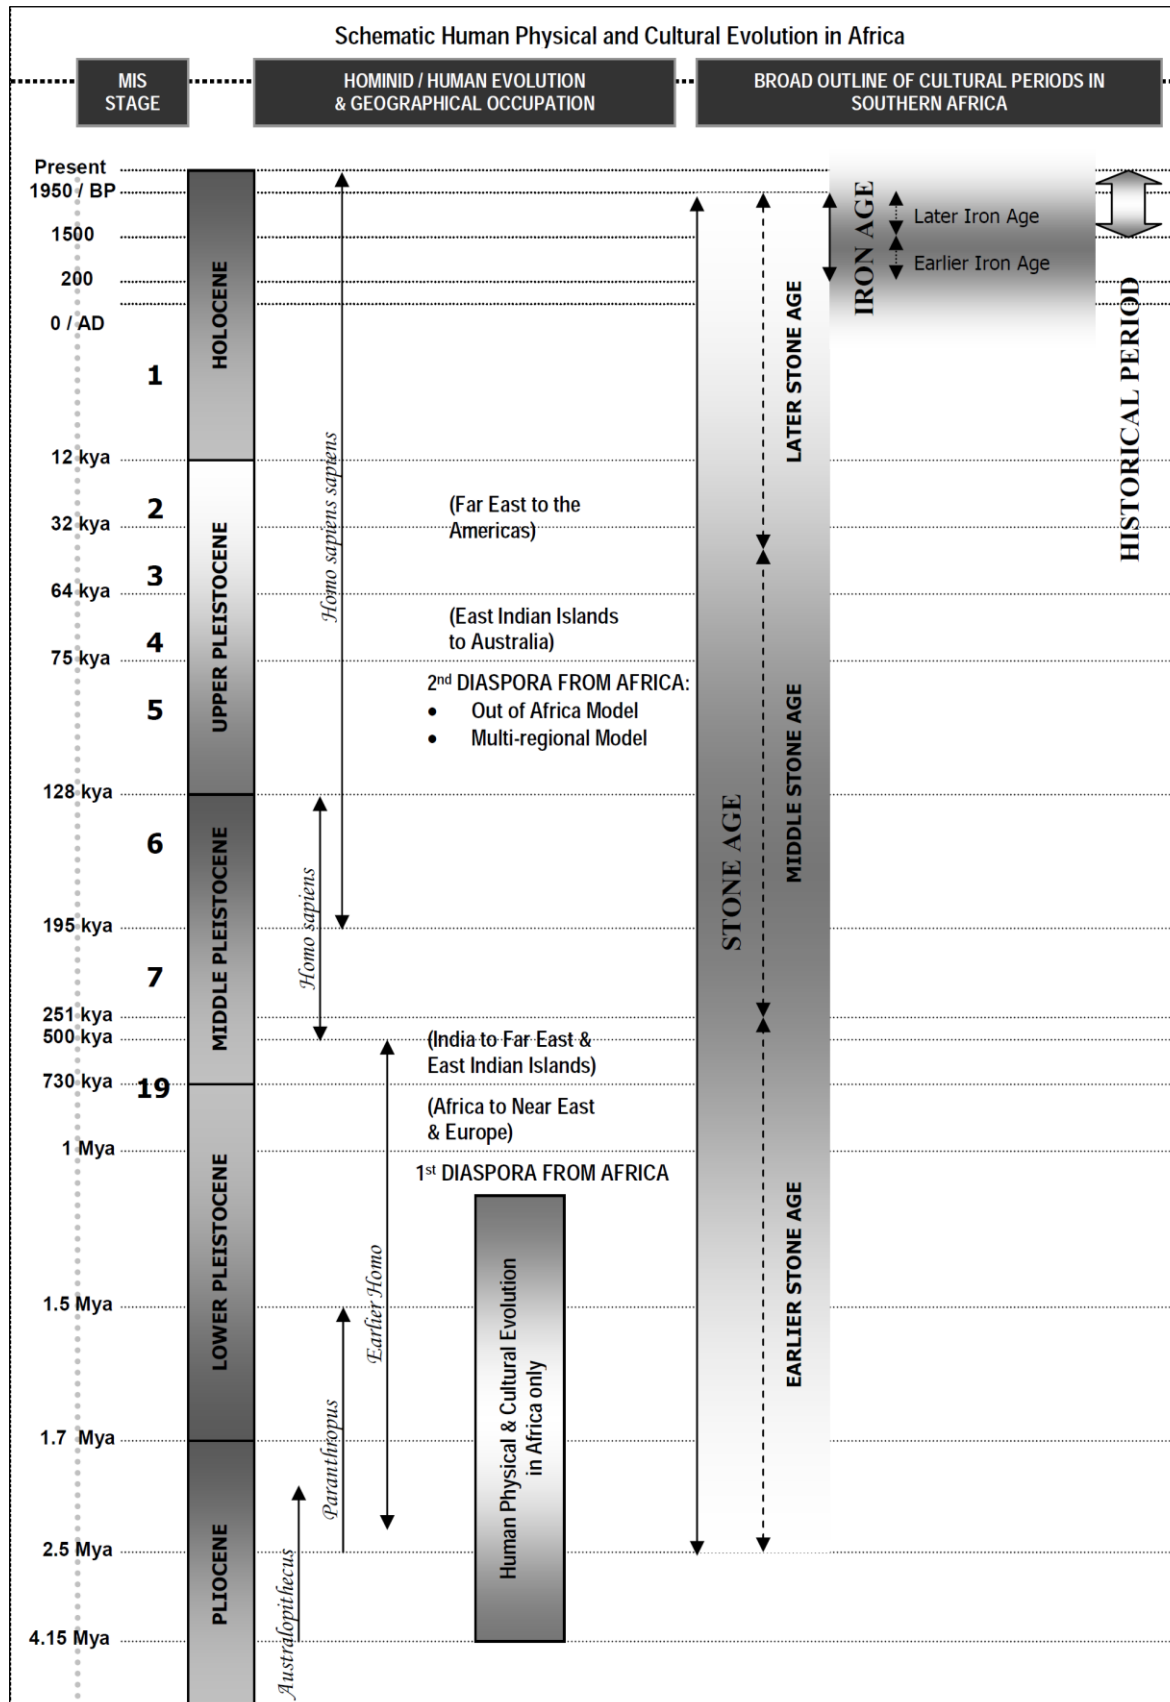 Schematic Human Physical and Cultural Evolution in Africa
MIS
STAGE
HOMINID / HUMAN EVOLUTION
& GEOGRAPHICAL OCCUPATION
BROAD OUTLINE OF CULTURAL PERIODS IN
SOUTHERN AFRICA
Present
1950 / BP
1500
200
0 / AD
12 kya
32 kya
64 kya
75 kya
128 kya
195 kya
251 kya
500 kya
730 kya
1 Mya
1.5 Mya
1.7 Mya
2.5 Mya
4.15 Mya
1
2
3
4
5
6
7
19
HOLOCENE
UPPER PLEISTOCENE
MIDDLE PLEISTOCENE
LOWER PLEISTOCENE
PLIOCENE
Homo sapiens sapiens
Homo sapiens
Earlier Homo
Paranthropus
Australopithecus
(Far East to the
Americas)
(East Indian Islands
to Australia)
2nd DIASPORA FROM AFRICA:
• Out of Africa Model
• Multi-regional Model
(India to Far East &
East Indian Islands)
(Africa to Near East
& Europe)
1st DIASPORA FROM AFRICA
Human Physical & Cultural Evolution
in Africa only
STONE AGE
LATER STONE AGE
MIDDLE STONE AGE
EARLIER STONE AGE
IRON AGE
Later Iron Age
Earlier Iron Age
HISTORICAL PERIOD